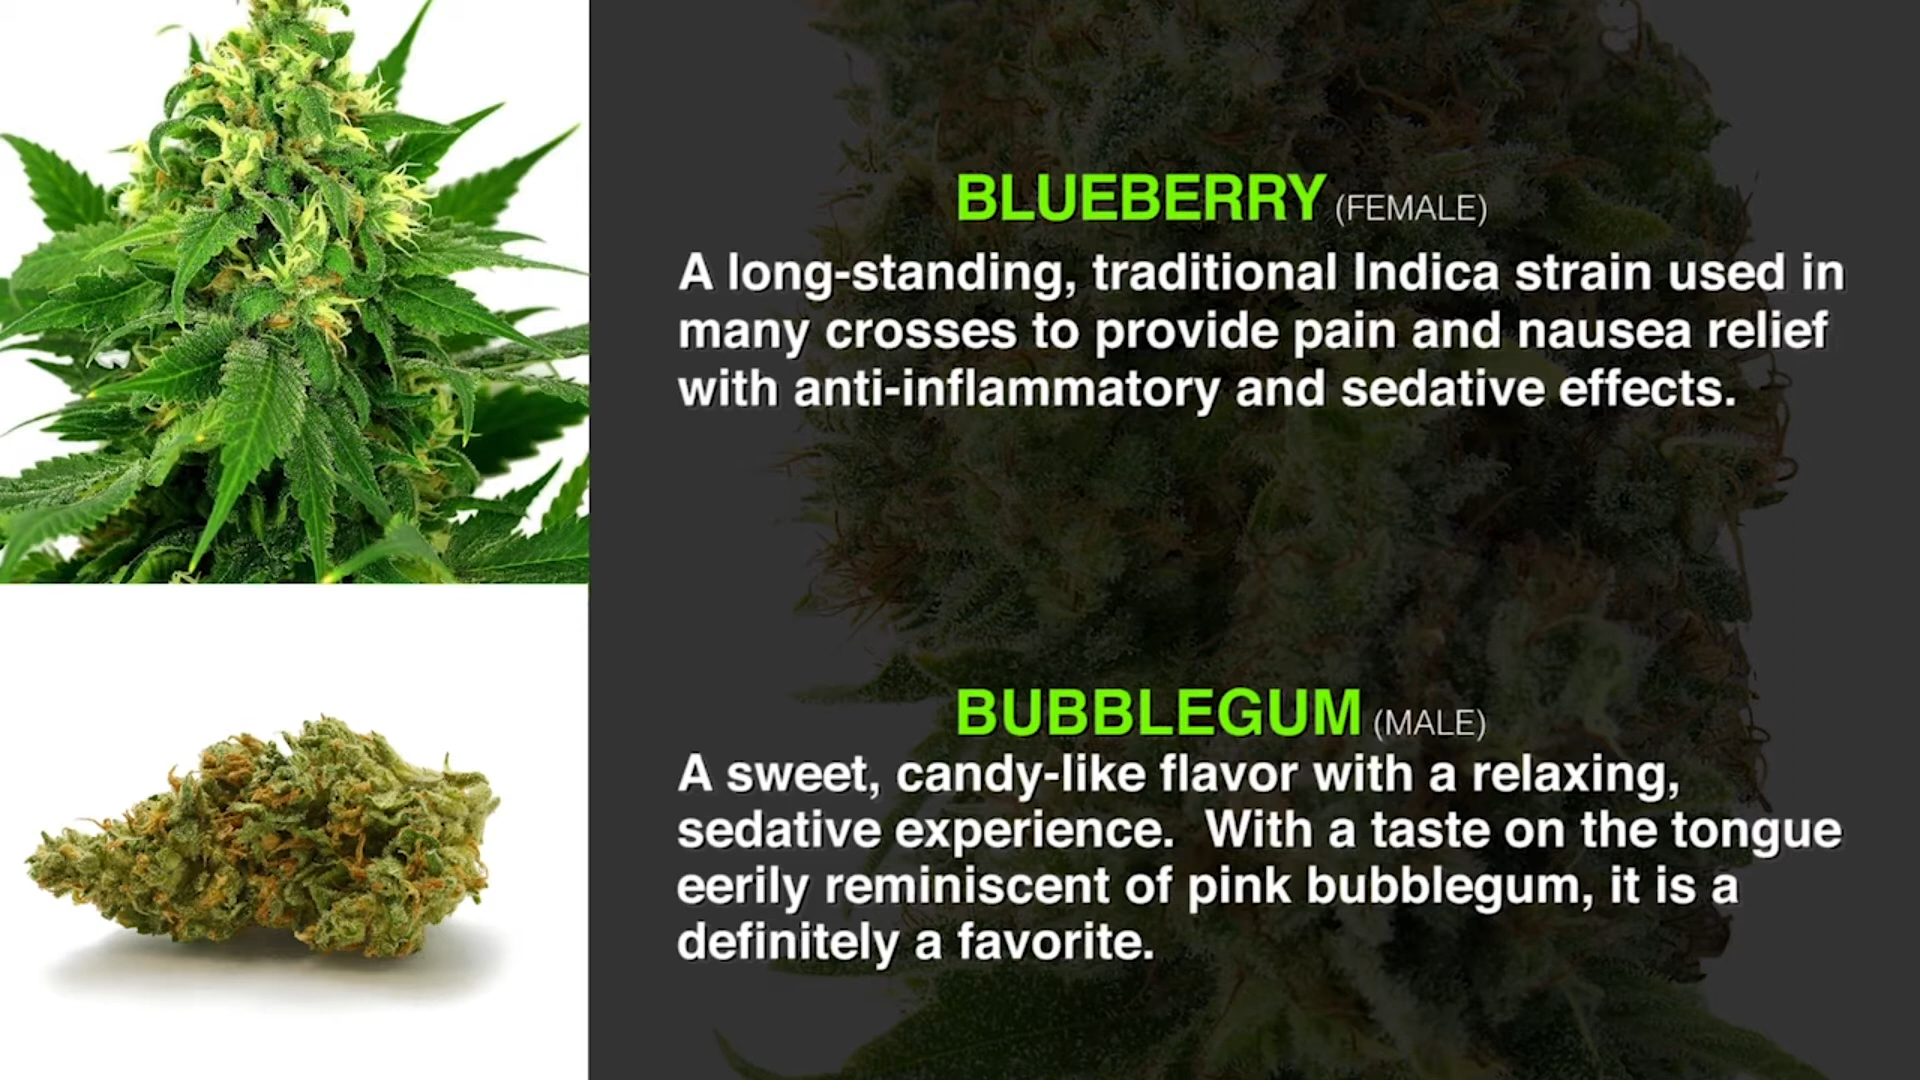 BLUEBERRY (FEMALE)
A long-standing, traditional Indica strain used in
many crosses to provide pain and nausea relief
with anti-inflammatory and sedative effects.
BUBBLEGUM (MALE)
A sweet, candy-like flavor with a relaxing,
sedative experience.  With a taste on the tongue
eerily reminiscent of pink bubblegum, it is a
definitely a favorite.